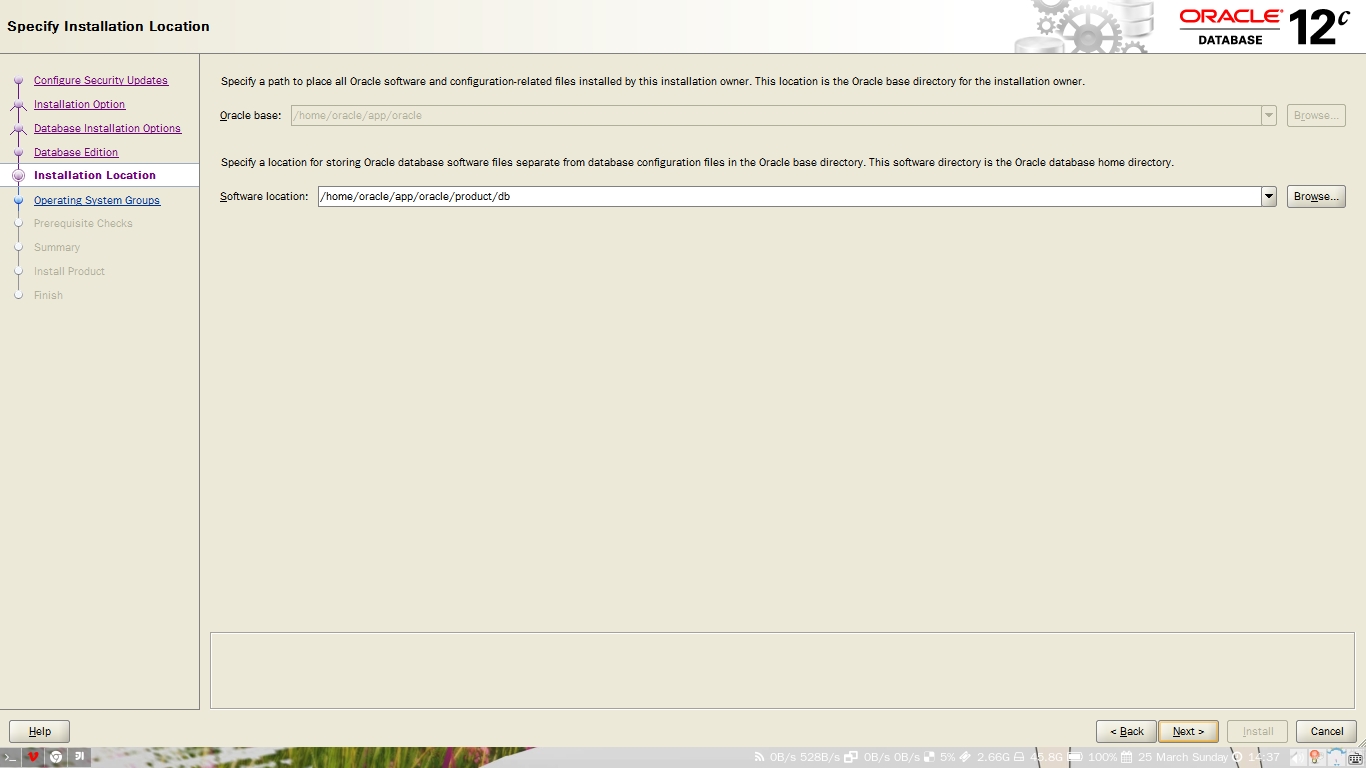 Specify Installation Location
ORACLE®
DATABASE
12c
Configure Security Updates
Installation Option
Database Installation Options
Database Edition
Installation Location
Operating System Groups
Prerequisite Checks
Summary
Install Product
Finish
Specify a path to place all Oracle software and configuration-related files installed by this installation owner. This location is the Oracle base directory for the installation owner.
Oracle base: /home/oracle/app/oracle Browse...
Specify a location for storing Oracle database software files separate from database configuration files in the Oracle base directory. This software directory is the Oracle database home directory.
Software location: /home/oracle/app/oracle/product/db Browse...
Help < Back Next > Install Cancel
0B/s 528B/s 0B/s 0B/s 5% 2.66G 45.8G 100% 25 March Sunday 14:37